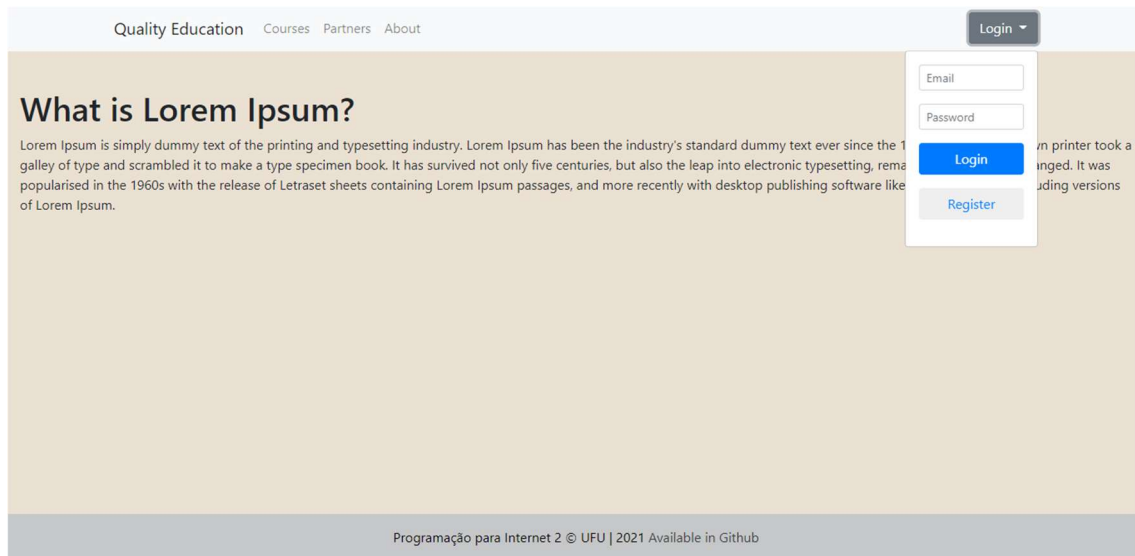 Quality Education Courses Partners About Login
Email
Password
Login
Register
What is Lorem Ipsum?
Lorem Ipsum is simply dummy text of the printing and typesetting industry. Lorem Ipsum has been the industry's standard dummy text ever since the printer took a
galley of type and scrambled it to make a type specimen book. It has survived not only five centuries, but also the leap into electronic typesetting, It was
popularised in the 1960s with the release of Letraset sheets containing Lorem Ipsum passages, and more recently with desktop publishing software like versions
of Lorem Ipsum.
Programação para Internet 2 © UFU | 2021 Available in Github